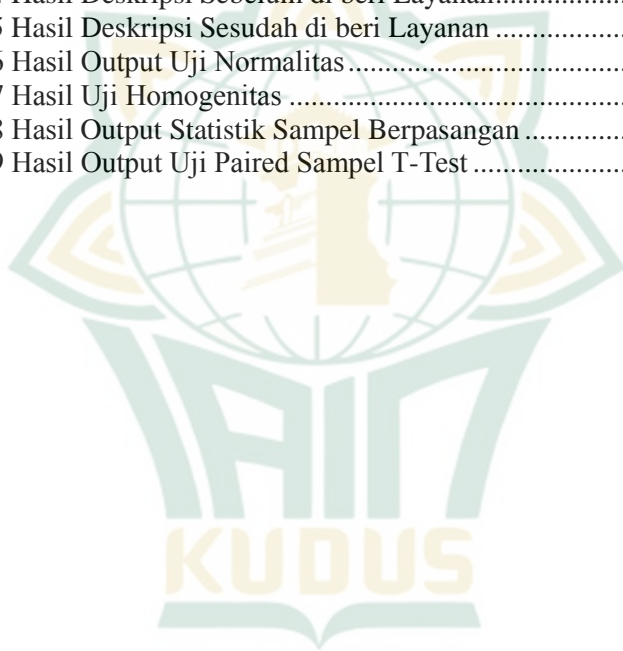 Hasil Deskripsi Sebelum di beri Layanan..........................
5 Hasil Deskripsi Sesudah di beri Layanan ..........................
6 Hasil Output Uji Normalitas..............................................
7 Hasil Uji Homogenitas ......................................................
8 Hasil Output Statistik Sampel Berpasangan .....................
9 Hasil Output Uji Paired Sampel T-Test ............................
IAIN
KUDUS